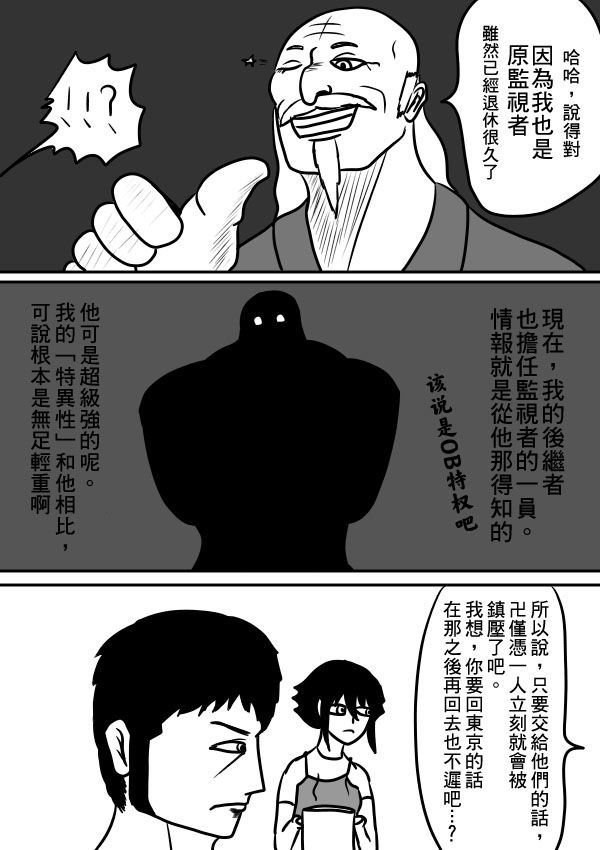 哈哈，說得對
因為我也是
原監視者
雖然已經退休很久了
！！？
現在，我的後繼者
也擔任監視者的一員。
情報就是從他那得知的
该说是OB特权吧
他可是超級強的呢。
我的「特異性」和他相比，
可說根本是無足輕重啊
所以說，只要交給他們的話，
卍僅憑一人立刻就會被
鎮壓了吧。
我想，你要回東京的話
在那之後再回去也不遲吧…？